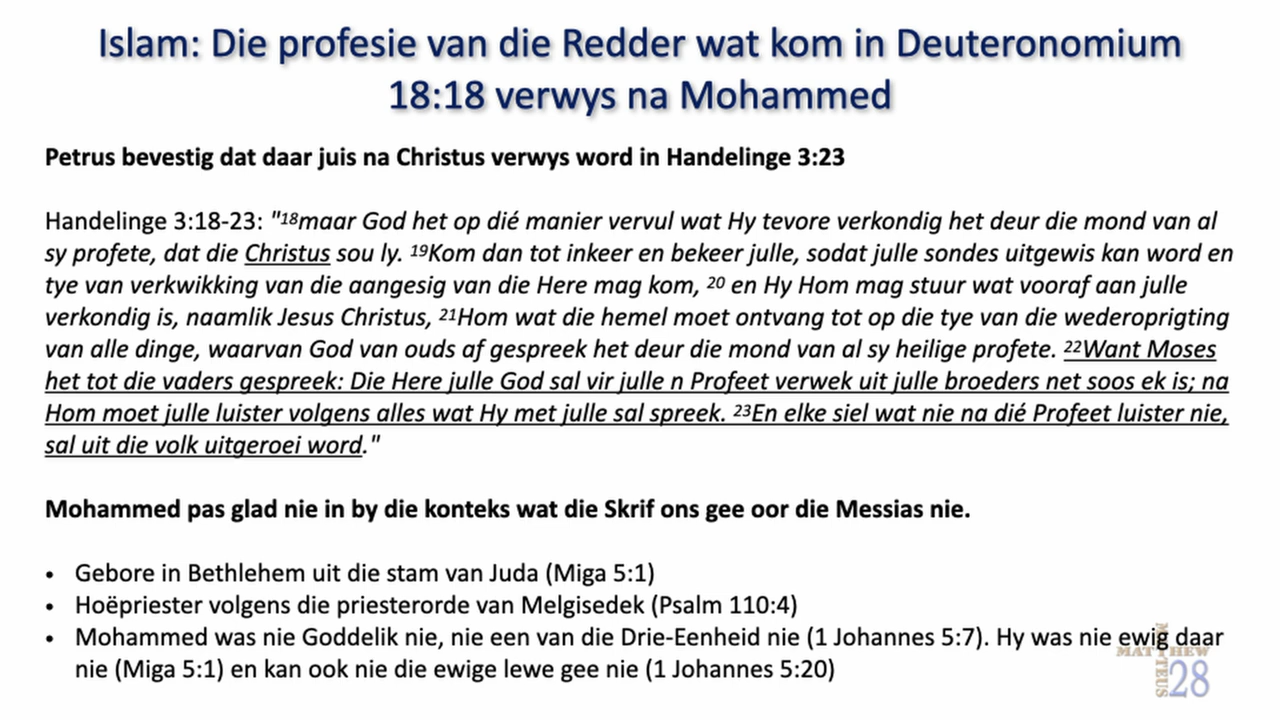 Islam: Die profesie van die Redder wat kom in Deuteronomium
18:18 verwys na Mohammed
Petrus bevestig dat daar juis na Christus verwys word in Handelinge 3:23
Handelinge 3:18-23: "18maar God het op dié manier vervul wat Hy tevore verkondig het deur die mond van al
sy profete, dat die Christus sou ly. 19Kom dan tot inkeer en bekeer julle, sodat julle sondes uitgewis kan word en
tye van verkwikking van die aangesig van die Here mag kom, 20 en Hy Hom mag stuur wat vooraf aan julle
verkondig is, naamlik Jesus Christus, 21Hom wat die hemel moet ontvang tot op die tye van die wederoprigting
van alle dinge, waarvan God van ouds af gespreek het deur die mond van al sy heilige profete. 22Want Moses
het tot die vaders gespreek: Die Here julle God sal vir julle n Profeet verwek uit julle broeders net soos ek is; na
Hom moet julle luister volgens alles wat Hy met julle sal spreek. 23En elke siel wat nie na dié Profeet luister nie,
sal uit die volk uitgeroei word."
Mohammed pas glad nie in by die konteks wat die Skrif ons gee oor die Messias nie.
• Gebore in Bethlehem uit die stam van Juda (Miga 5:1)
• Hoëpriester volgens die priesterorde van Melgisedek (Psalm 110:4)
• Mohammed was nie Goddelik nie, nie een van die Drie-Eenheid nie (1 Johannes 5:7). Hy was nie ewig daar
nie (Miga 5:1) en kan ook nie die ewige lewe gee nie (1 Johannes 5:20)
MATTHEW
MATTEUS
28